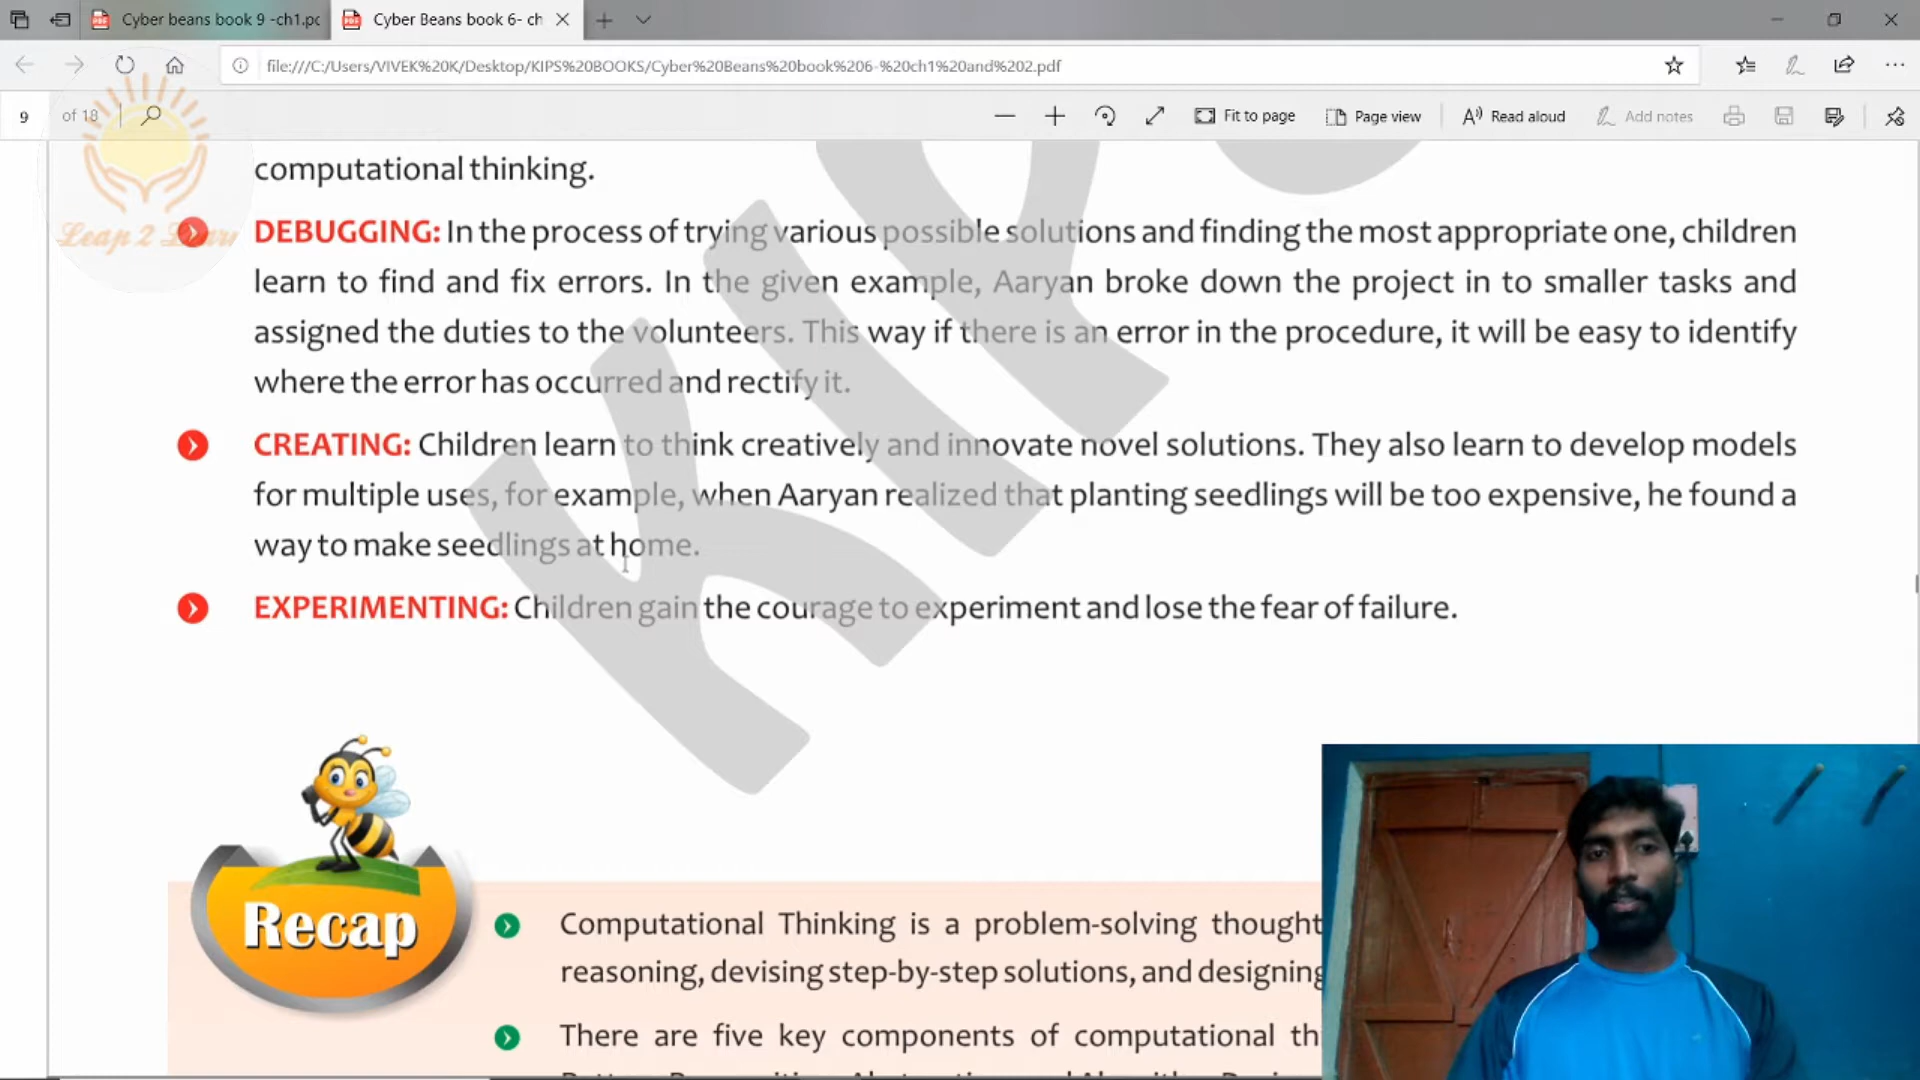 Cyber beans book 9 -ch1.pc
Cyber Beans book 6- ch
file:///C:/Users/VIVEK%20K/Desktop/KIPS%20BOOKS/Cyber%20Beans%20book%206-%20ch1%20and%202.pdf
9 of 18
Fit to page
Page view
Read aloud
Add notes
Leap 2 Learn
KIPS
computational thinking.
DEBUGGING: In the process of trying various possible solutions and finding the most appropriate one, children
learn to find and fix errors. In the given example, Aaryan broke down the project in to smaller tasks and
assigned the duties to the volunteers. This way if there is an error in the procedure, it will be easy to identify
where the error has occurred and rectify it.
CREATING: Children learn to think creatively and innovate novel solutions. They also learn to develop models
for multiple uses, for example, when Aaryan realized that planting seedlings will be too expensive, he found a
way to make seedlings at home.
EXPERIMENTING: Children gain the courage to experiment and lose the fear of failure.
Recap
Computational Thinking is a problem-solving thought
reasoning, devising step-by-step solutions, and designing
There are five key components of computational th